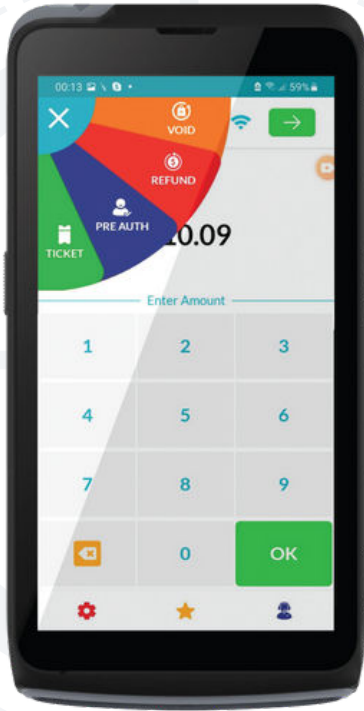 00:13 59%
VOID
REFUND
PRE AUTH
TICKET
0.09
Enter Amount
1 2 3
4 5 6
7 8 9
0 OK